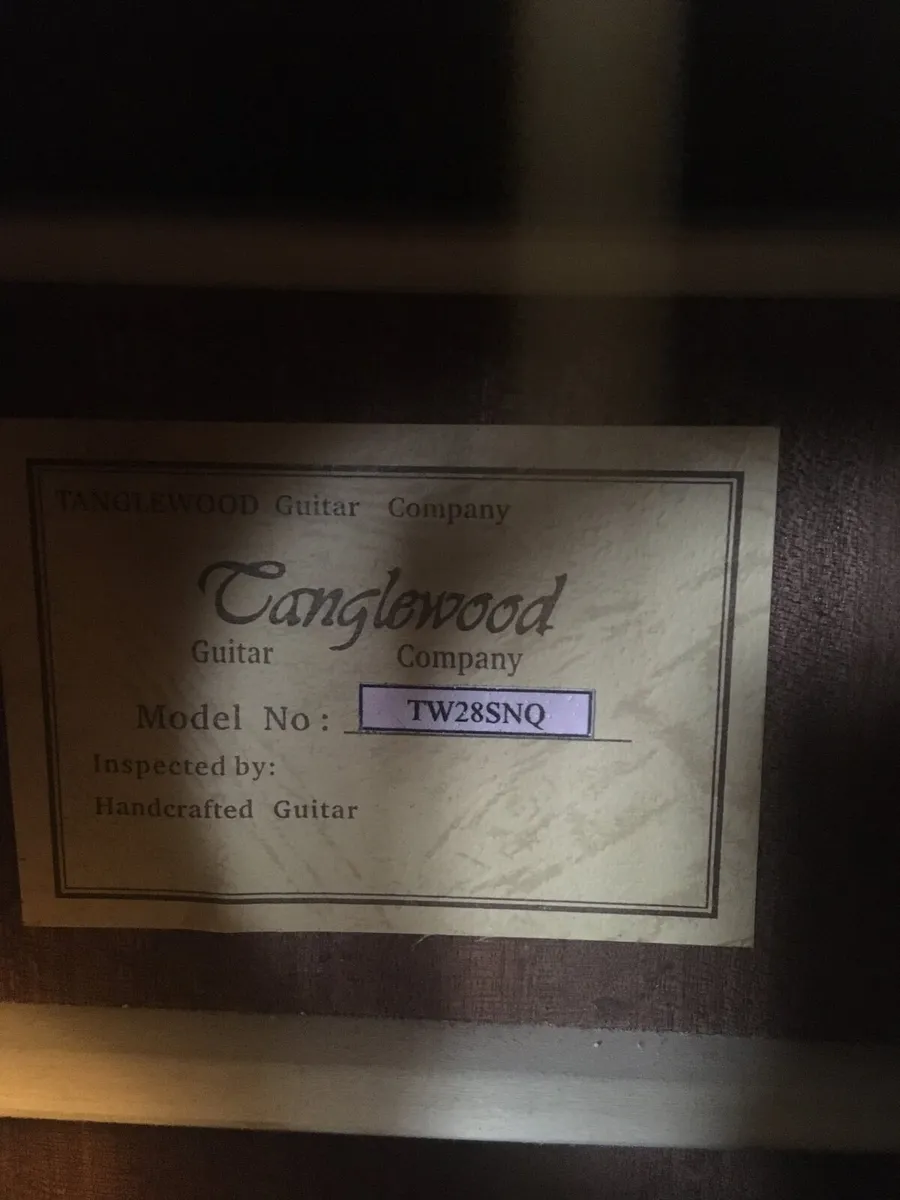 TANGLEWOOD Guitar Company
Tanglewood
Guitar Company
Model No: TW28SNQ
Inspected by:
Handcrafted Guitar